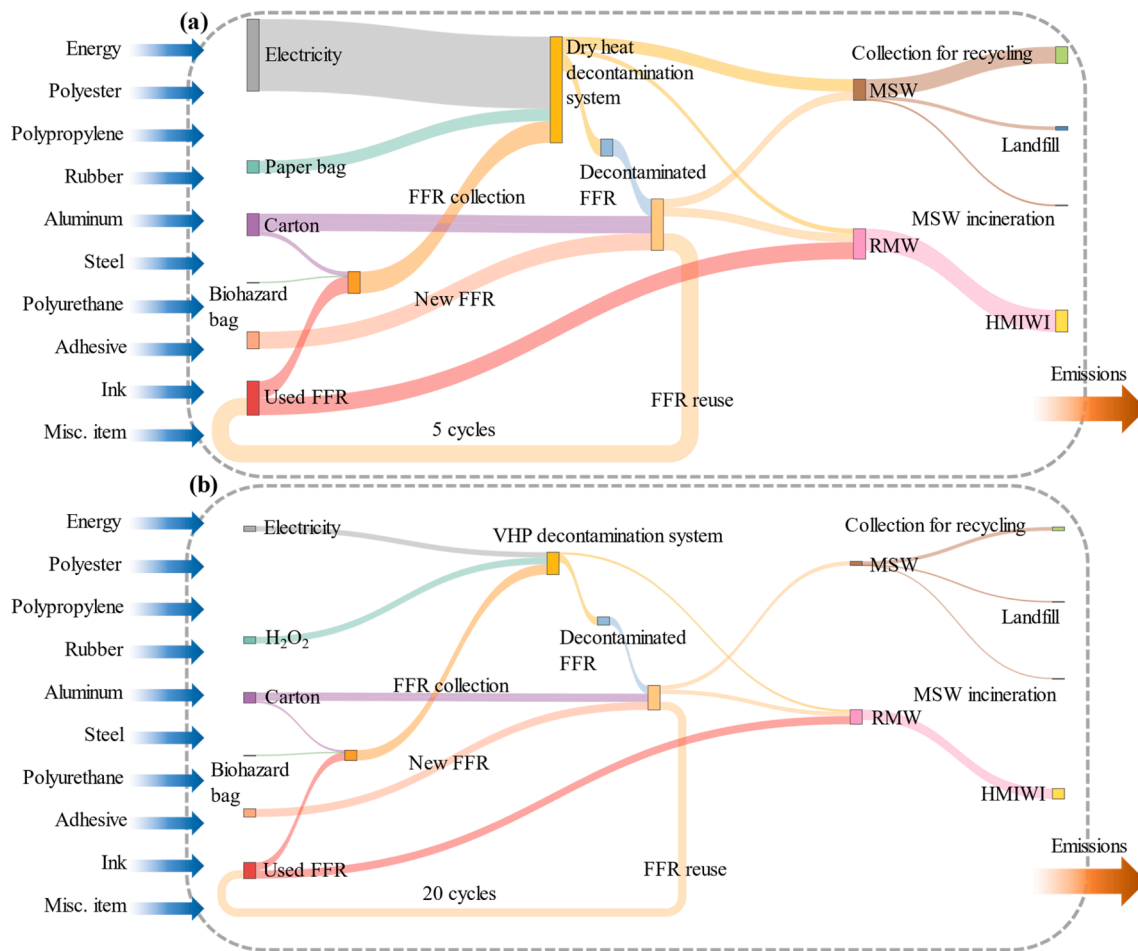 (a)
Energy
Polyester
Polypropylene
Rubber
Aluminum
Steel
Polyurethane
Adhesive
Ink
Misc. item
Electricity
Paper bag
Carton
Biohazard
bag
Used FFR
FFR collection
New FFR
5 cycles
Dry heat
decontamination
system
Decontaminated
FFR
FFR reuse
MSW
RMW
Collection for recycling
Landfill
MSW incineration
HMIWI
Emissions
(b)
Energy
Polyester
Polypropylene
Rubber
Aluminum
Steel
Polyurethane
Adhesive
Ink
Misc. item
Electricity
H₂O₂
Carton
Biohazard
bag
Used FFR
FFR collection
New FFR
20 cycles
VHP decontamination system
Decontaminated
FFR
FFR reuse
MSW
RMW
Collection for recycling
Landfill
MSW incineration
HMIWI
Emissions